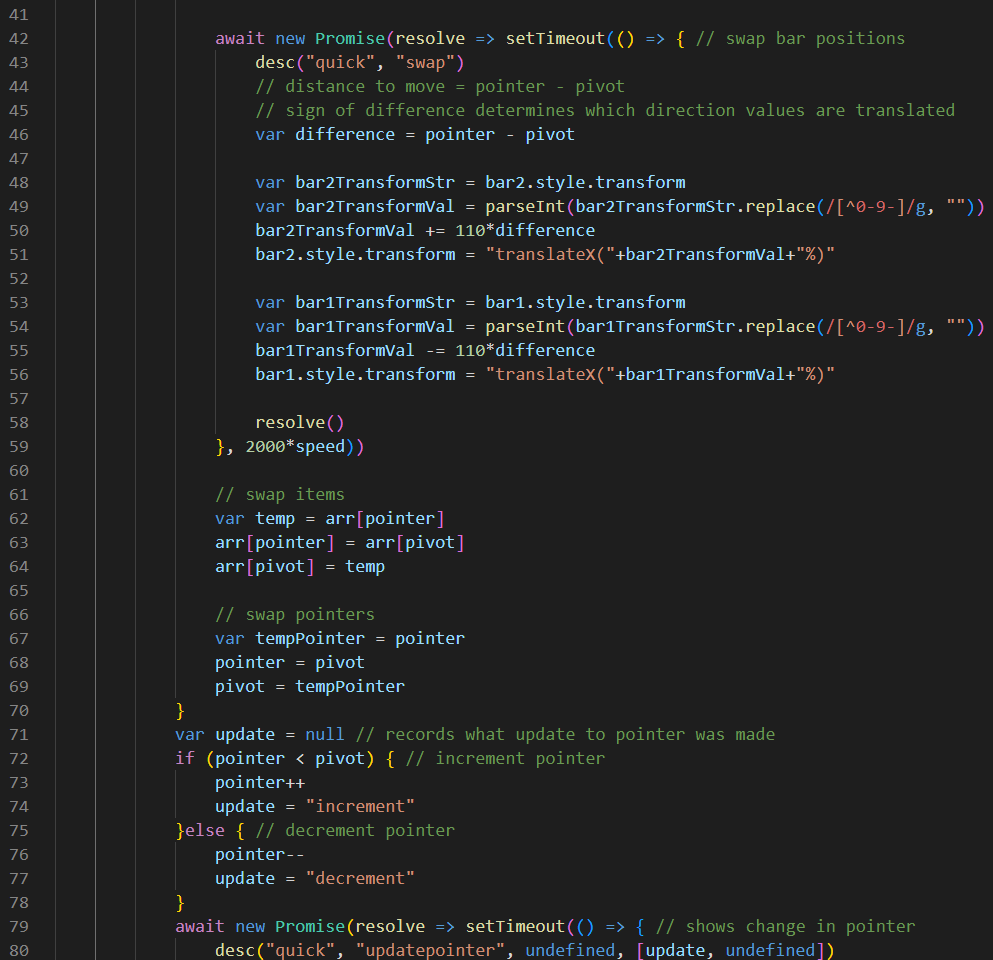 41
42 await new Promise(resolve => setTimeout(() => { // swap bar positions
43 desc("quick", "swap")
44 // distance to move = pointer - pivot
45 // sign of difference determines which direction values are translated
46 var difference = pointer - pivot
47
48 var bar2TransformStr = bar2.style.transform
49 var bar2TransformVal = parseInt(bar2TransformStr.replace(/[^0-9-]/g, ""))
50 bar2TransformVal += 110*difference
51 bar2.style.transform = "translateX("+bar2TransformVal+"%)"
52
53 var bar1TransformStr = bar1.style.transform
54 var bar1TransformVal = parseInt(bar1TransformStr.replace(/[^0-9-]/g, ""))
55 bar1TransformVal -= 110*difference
56 bar1.style.transform = "translateX("+bar1TransformVal+"%)"
57
58 resolve()
59 }, 2000*speed))
60
61 // swap items
62 var temp = arr[pointer]
63 arr[pointer] = arr[pivot]
64 arr[pivot] = temp
65
66 // swap pointers
67 var tempPointer = pointer
68 pointer = pivot
69 pivot = tempPointer
70 }
71 var update = null // records what update to pointer was made
72 if (pointer < pivot) { // increment pointer
73 pointer++
74 update = "increment"
75 }else { // decrement pointer
76 pointer--
77 update = "decrement"
78 }
79 await new Promise(resolve => setTimeout(() => { // shows change in pointer
80 desc("quick", "updatepointer", undefined, [update, undefined])